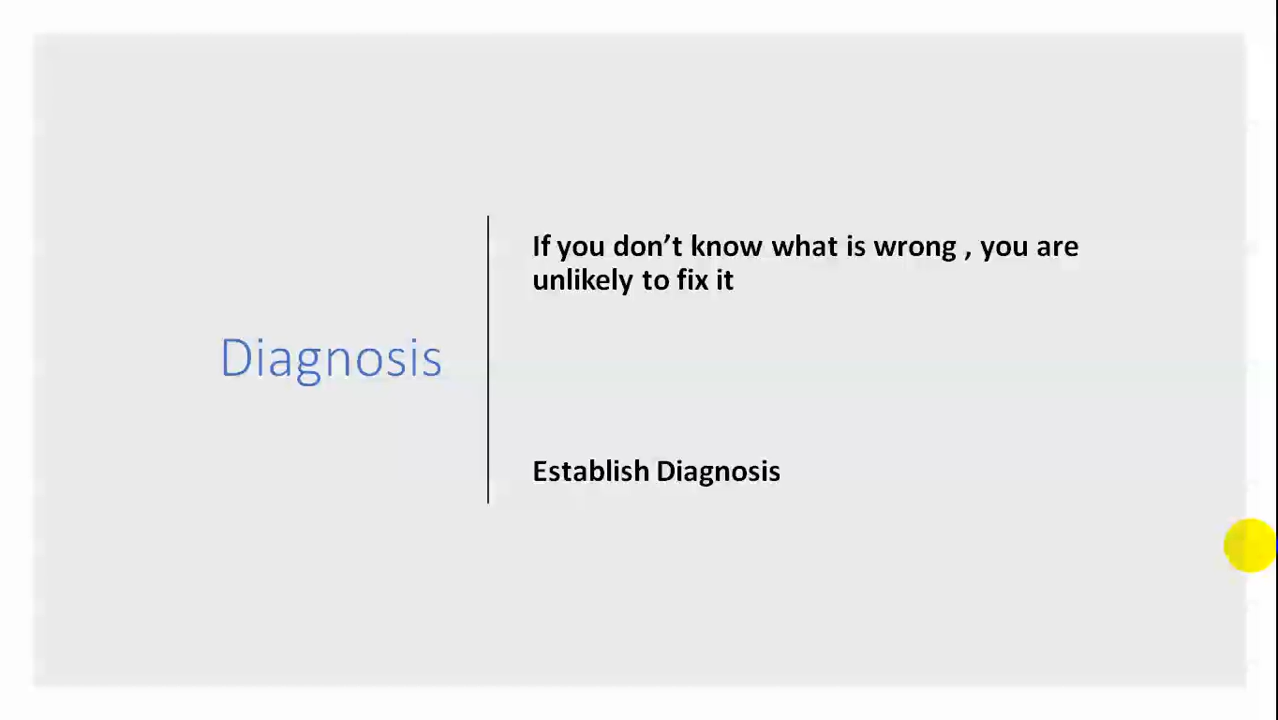 Diagnosis
If you don’t know what is wrong , you are
unlikely to fix it
Establish Diagnosis